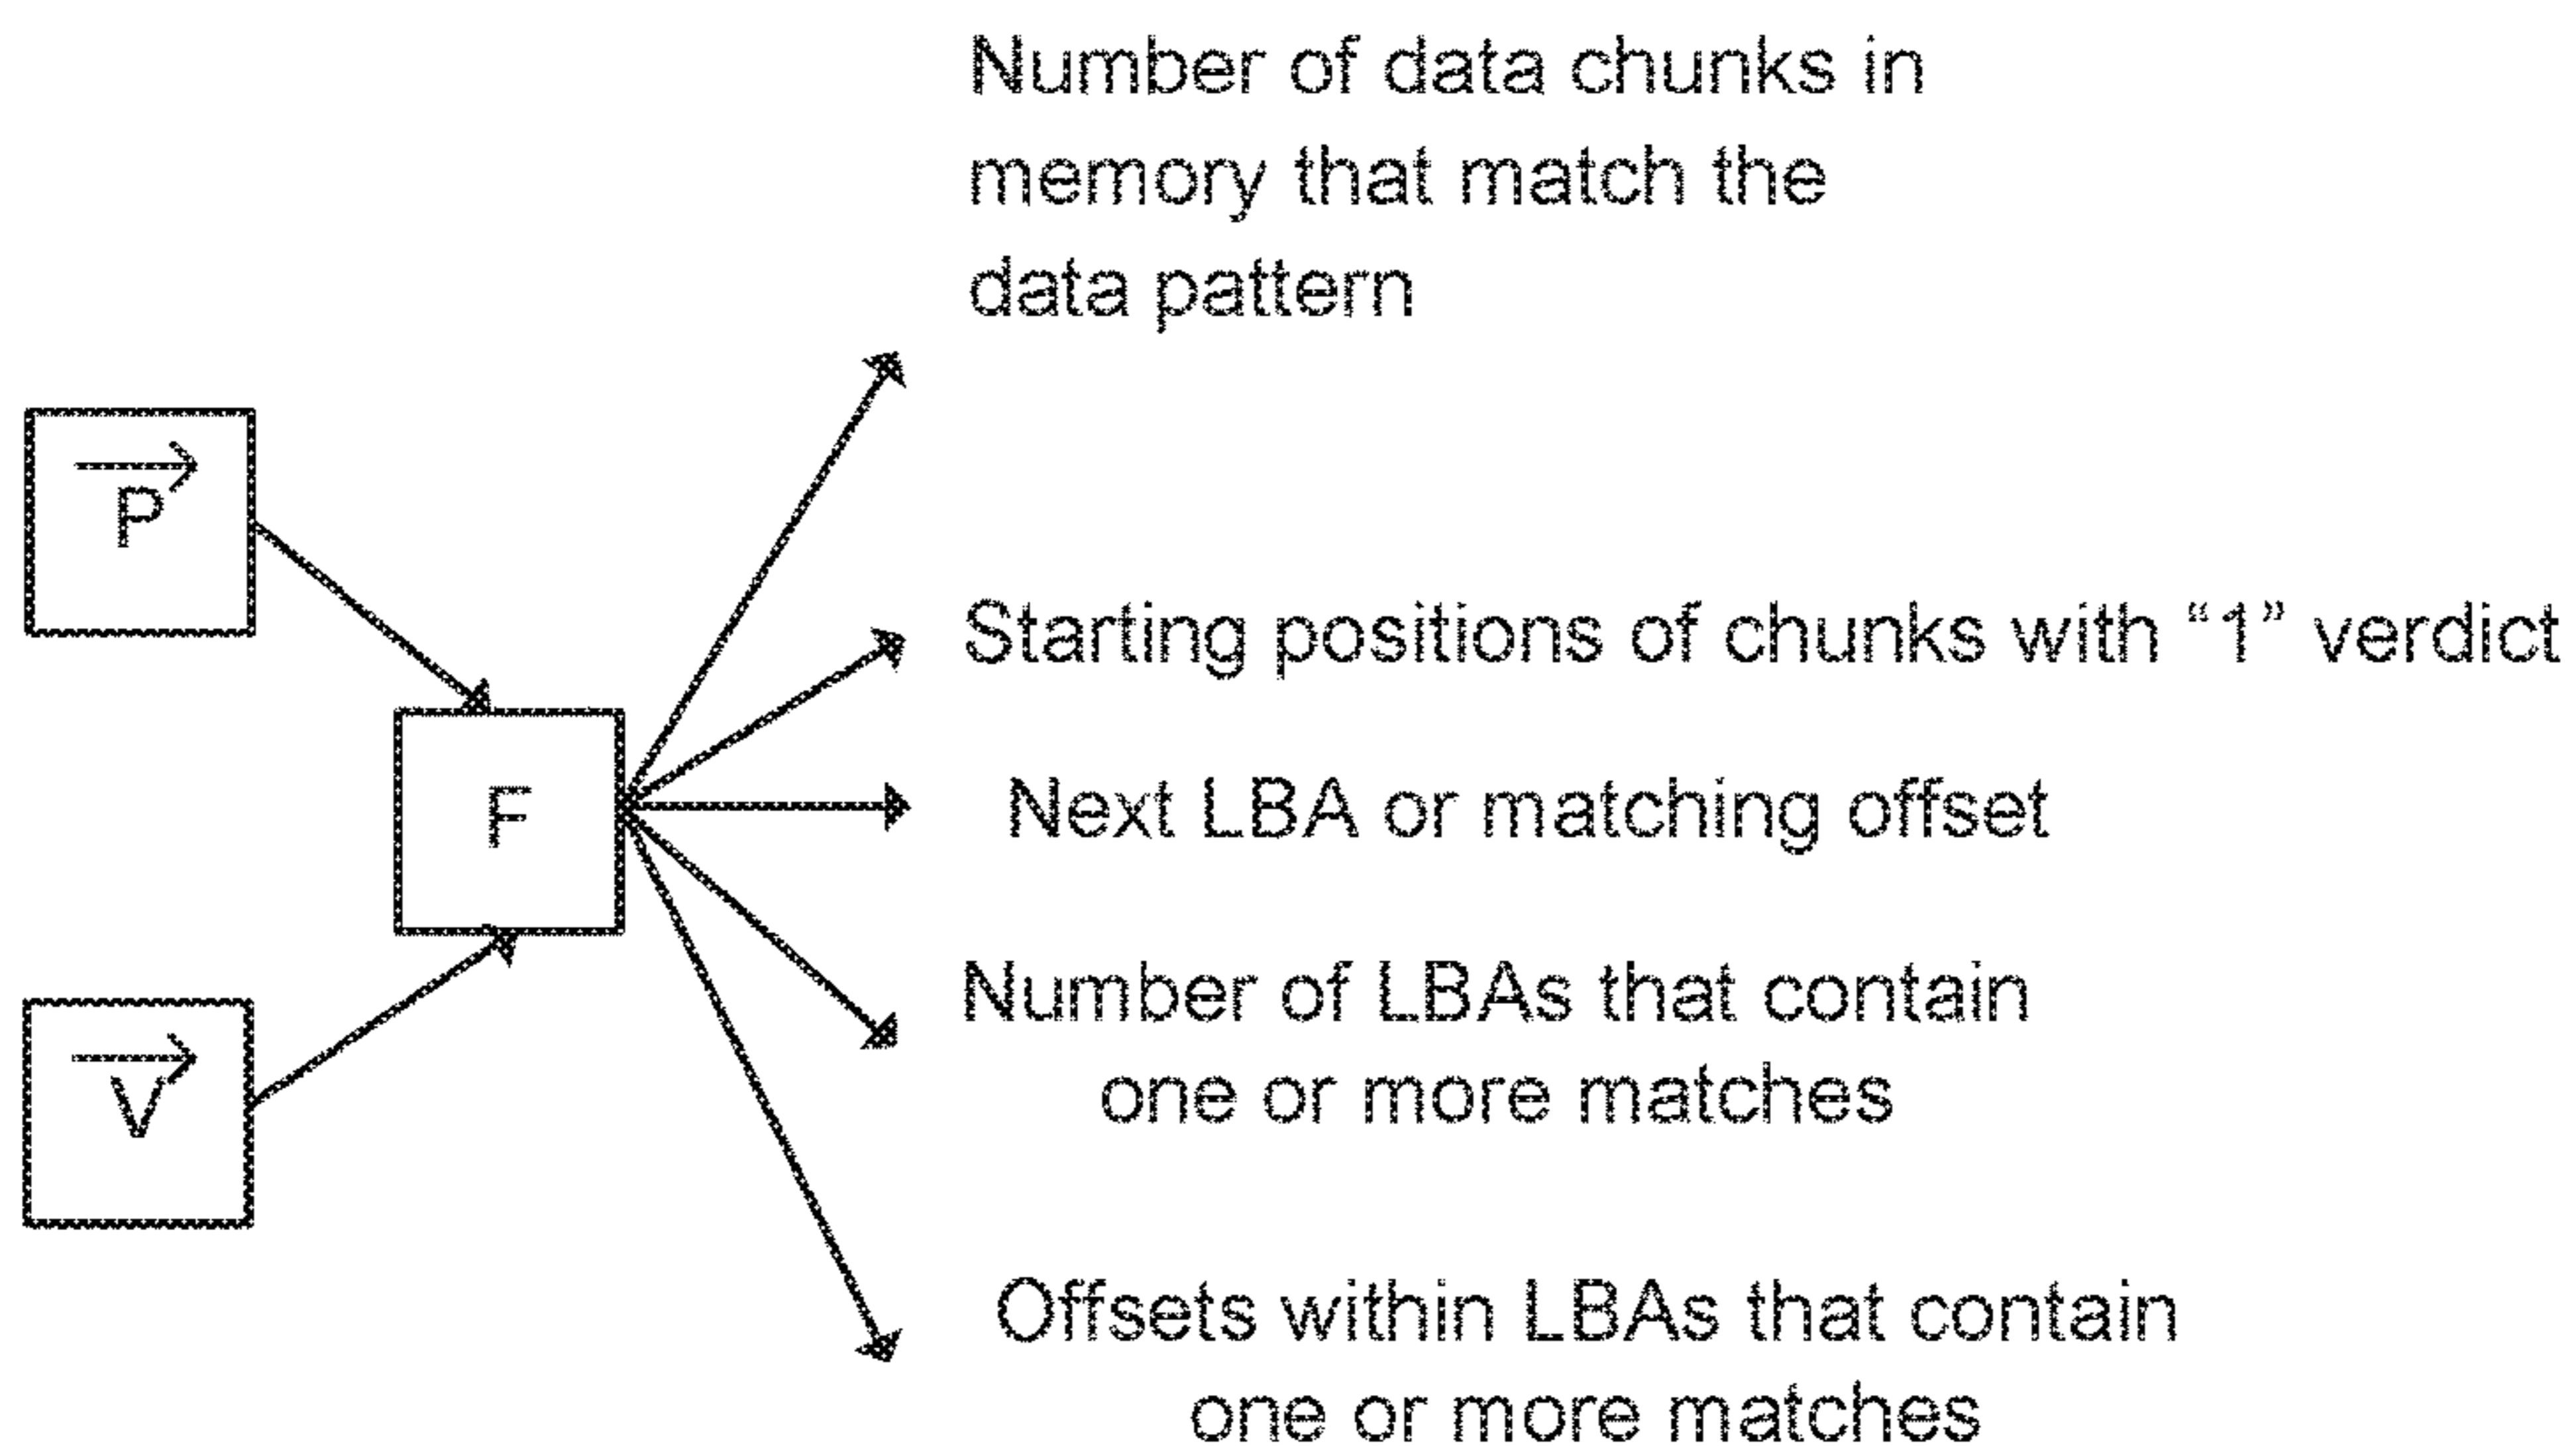 Number of data chunks in
memory that match the
data pattern
P
Starting positions of chunks with “1” verdict
F
Next LBA or matching offset
Number of LBAs that contain
one or more matches
V
Offsets within LBAs that contain
one or more matches